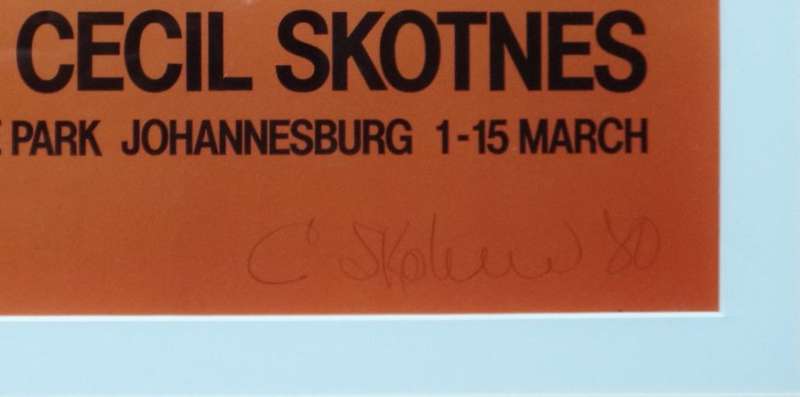 CECIL SKOTNES
E PARK JOHANNESBURG 1-15 MARCH
C Skotnes 80